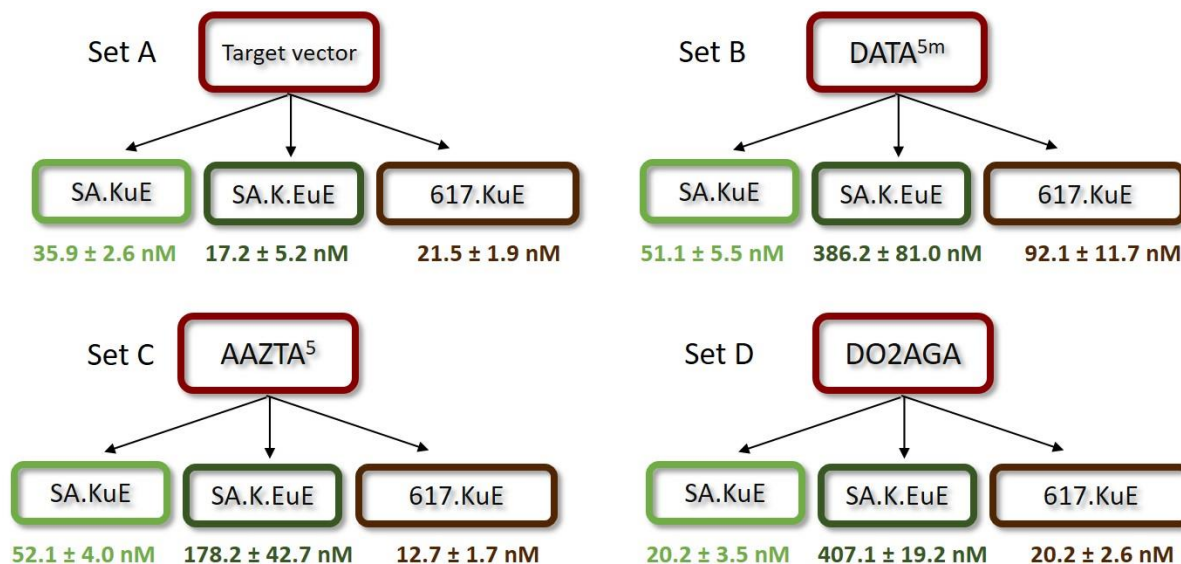 Set A
Target vector
SA.KuE
SA.K.EuE
617.KuE
35.9 ± 2.6 nM
17.2 ± 5.2 nM
21.5 ± 1.9 nM
Set B
DATA⁵ᵐ
SA.KuE
SA.K.EuE
617.KuE
51.1 ± 5.5 nM
386.2 ± 81.0 nM
92.1 ± 11.7 nM
Set C
AAZTA⁵
SA.KuE
SA.K.EuE
617.KuE
52.1 ± 4.0 nM
178.2 ± 42.7 nM
12.7 ± 1.7 nM
Set D
DO2AGA
SA.KuE
SA.K.EuE
617.KuE
20.2 ± 3.5 nM
407.1 ± 19.2 nM
20.2 ± 2.6 nM